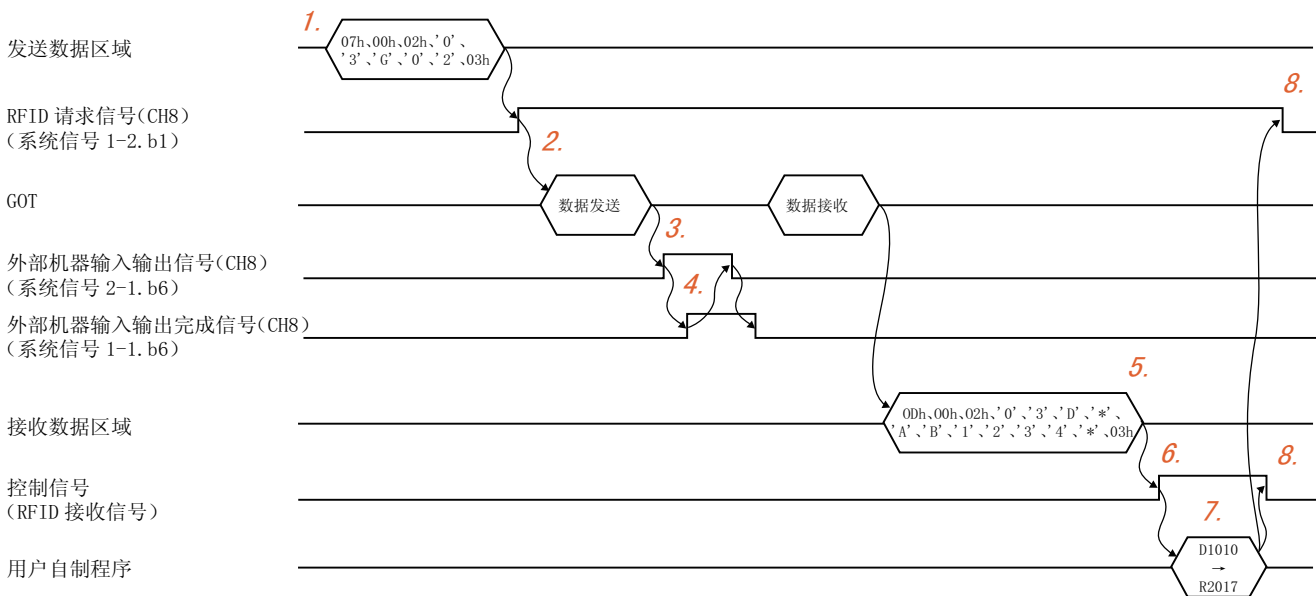 1.
发送数据区域
07h、00h、02h、'0'、
'3'、'G'、'0'、'2'、03h
RFID 请求信号(CH8)
(系统信号 1-2.b1)
8.
2.
GOT
数据发送
数据接收
3.
外部机器输入输出信号(CH8)
(系统信号 2-1.b6)
4.
外部机器输入输出完成信号(CH8)
(系统信号 1-1.b6)
5.
接收数据区域
0Dh、00h、02h、'0'、'3'、'D'、'*'、
'A'、'B'、'1'、'2'、'3'、'4'、'*'、03h
6.
8.
控制信号
(RFID 接收信号)
7.
用户自制程序
D1010
→
R2017